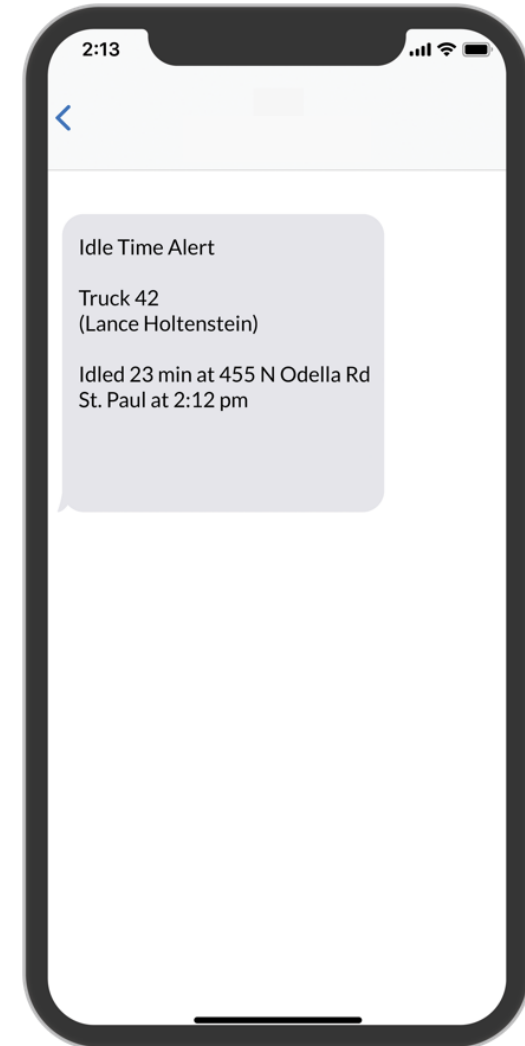 2:13
Idle Time Alert
Truck 42
(Lance Holtenstein)
Idled 23 min at 455 N Odella Rd
St. Paul at 2:12 pm